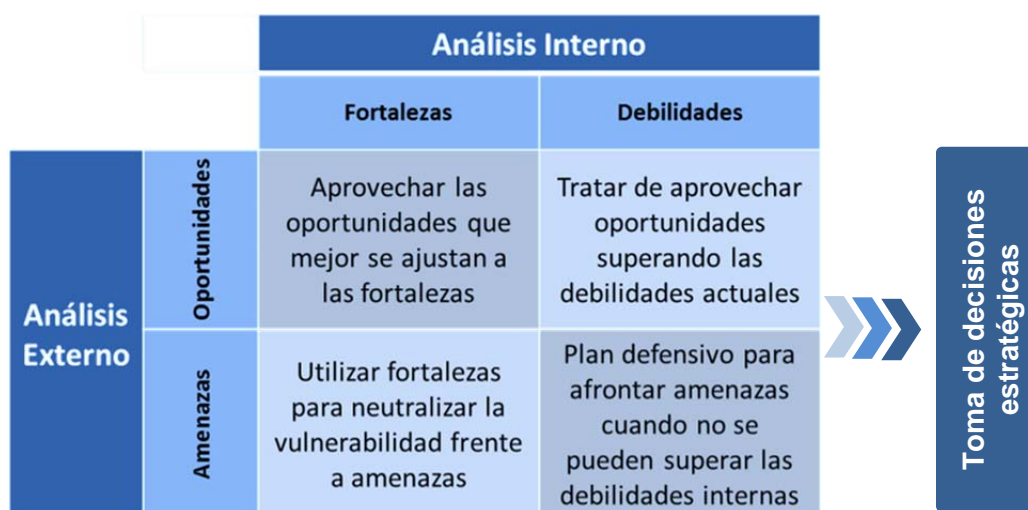 Análisis Interno
Fortalezas
Debilidades
Análisis
Externo
Oportunidades
Aprovechar las
oportunidades que
mejor se ajustan a
las fortalezas
Tratar de aprovechar
oportunidades
superando las
debilidades actuales
Amenazas
Utilizar fortalezas
para neutralizar la
vulnerabilidad frente
a amenazas
Plan defensivo para
afrontar amenazas
cuando no se
pueden superar las
debilidades internas
Toma de decisiones
estratégicas